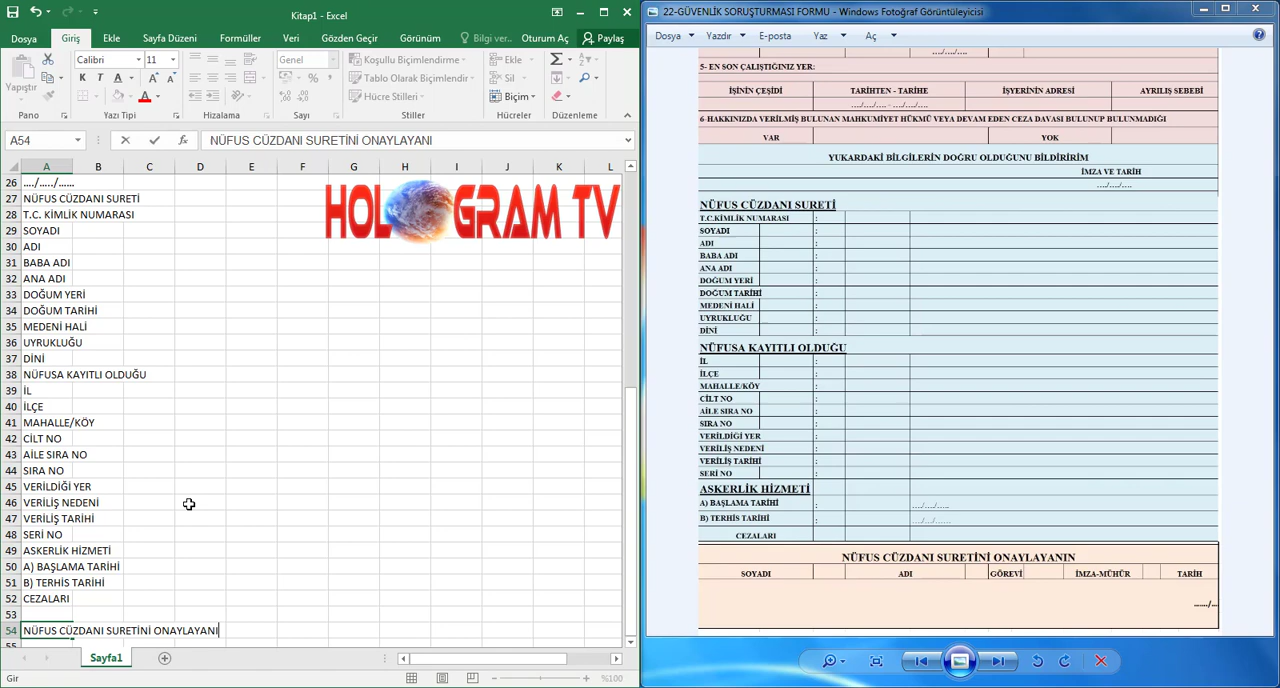 Kitap1 - Excel
Dosya Giriş Ekle Sayfa Düzeni Formüller Veri Gözden Geçir Görünüm Bilgi ver... Oturum Aç Paylaş
Yapıştır
Calibri 11
K T A
Genel
Koşullu Biçimlendirme
Tablo Olarak Biçimlendir
Hücre Stilleri
Ekle
Sil
Biçim
Pano Yazı Tipi Hizalama Sayı Stiller Hücreler Düzenleme
A54 NÜFUS CÜZDANI SURETİNİ ONAYLAYANI
A B C D E F G H I J K L
26 …./…../……
27 NÜFUS CÜZDANI SURETİ
28 T.C. KİMLİK NUMARASI
29 SOYADI
30 ADI
31 BABA ADI
32 ANA ADI
33 DOĞUM YERİ
34 DOĞUM TARİHİ
35 MEDENİ HALİ
36 UYRUKLUĞU
37 DİNİ
38 NÜFUSA KAYITLI OLDUĞU
39 İL
40 İLÇE
41 MAHALLE/KÖY
42 CİLT NO
43 AİLE SIRA NO
44 SIRA NO
45 VERİLDİĞİ YER
46 VERİLİŞ NEDENİ
47 VERİLİŞ TARİHİ
48 SERİ NO
49 ASKERLİK HİZMETİ
50 A) BAŞLAMA TARİHİ
51 B) TERHİS TARİHİ
52 CEZALARI
53
54 NÜFUS CÜZDANI SURETİNİ ONAYLAYANI
55
HOLOGRAM TV
Sayfa1
Gir
%100
22-GÜVENLİK SORUŞTURMASI FORMU - Windows Fotoğraf Görüntüleyicisi
Dosya Yazdır E-posta Yaz Aç
…/…/….
5- EN SON ÇALIŞTIĞINIZ YER:
İŞİNİN ÇEŞİDİ TARİHTEN - TARİHE İŞYERİNİN ADRESİ AYRILIŞ SEBEBİ
…./…./…. - …/…/….
6-HAKKINIZDA VERİLMİŞ BULUNAN MAHKUMİYET HÜKMÜ VEYA DEVAM EDEN CEZA DAVASI BULUNUP BULUNMADIĞI
VAR YOK
YUKARDAKİ BİLGİLERİN DOĞRU OLDUĞUNU BİLDİRİRİM
İMZA VE TARİH
…/…/….
NÜFUS CÜZDANI SURETİ
T.C.KİMLİK NUMARASI :
SOYADI :
ADI :
BABA ADI :
ANA ADI :
DOĞUM YERİ :
DOĞUM TARİHİ :
MEDENİ HALİ :
UYRUKLUĞU :
DİNİ :
NÜFUSA KAYITLI OLDUĞU
İL :
İLÇE :
MAHALLE/KÖY :
CİLT NO :
AİLE SIRA NO :
SIRA NO :
VERİLDİĞİ YER :
VERİLİŞ NEDENİ :
VERİLİŞ TARİHİ :
SERİ NO :
ASKERLİK HİZMETİ
A) BAŞLAMA TARİHİ : …/…/…..
B) TERHİS TARİHİ : …/…/……
CEZALARI
NÜFUS CÜZDANI SURETİNİ ONAYLAYANIN
SOYADI ADI GÖREVİ İMZA-MÜHÜR TARİH
……/…